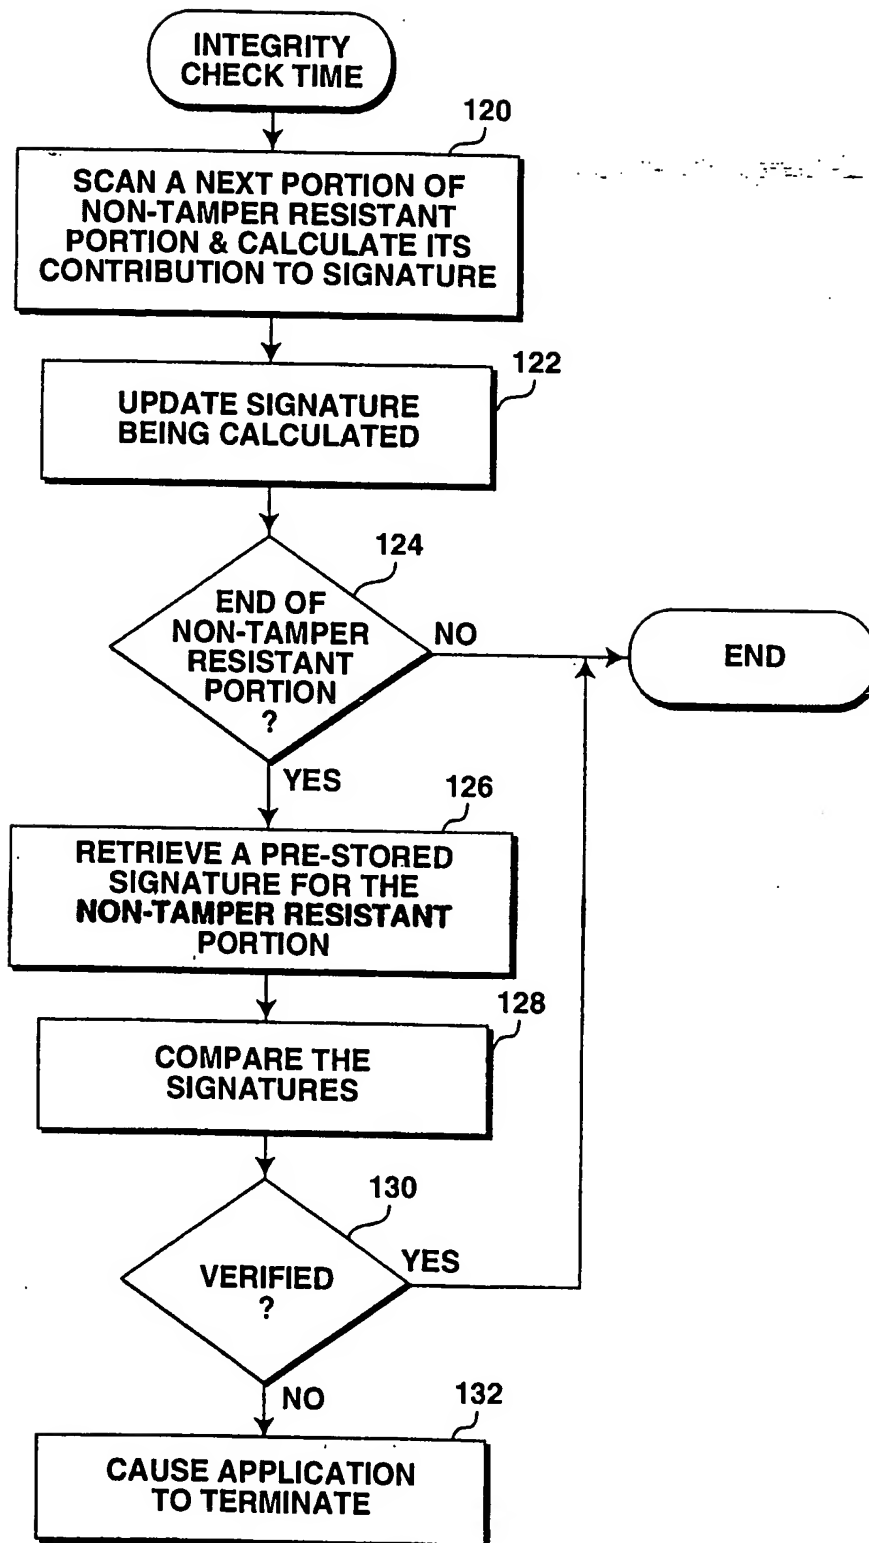 INTEGRITY
CHECK TIME
120
SCAN A NEXT PORTION OF
NON-TAMPER RESISTANT
PORTION & CALCULATE ITS
CONTRIBUTION TO SIGNATURE
122
UPDATE SIGNATURE
BEING CALCULATED
124
END OF
NON-TAMPER
RESISTANT
PORTION
?
NO
END
YES
126
RETRIEVE A PRE-STORED
SIGNATURE FOR THE
NON-TAMPER RESISTANT
PORTION
128
COMPARE THE
SIGNATURES
130
VERIFIED
?
YES
NO
132
CAUSE APPLICATION
TO TERMINATE